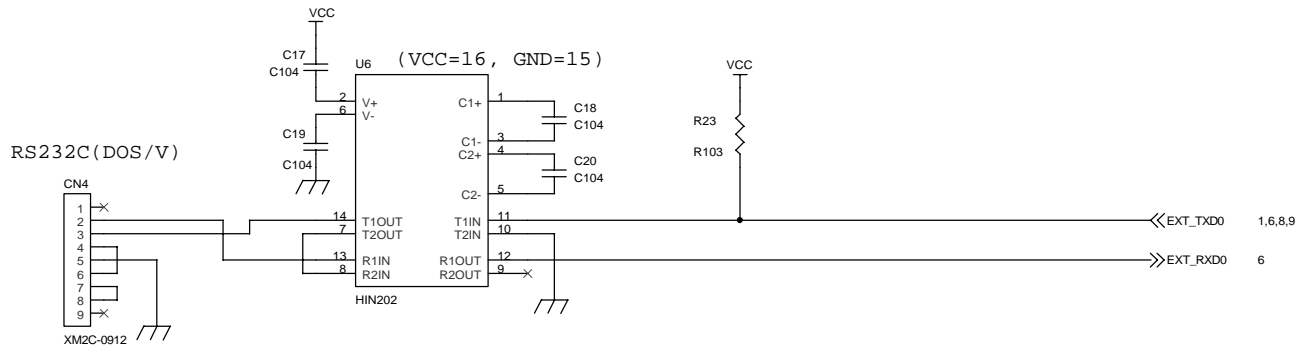 VCC
C17
C104
U6
(VCC=16, GND=15)
VCC
2
V+
C1+
1
6
V-
C18
C104
C19
C104
C1-
3
C2+
4
R23
R103
C20
C104
RS232C(DOS/V)
C2-
5
CN4
1
2
14
T1OUT
T1IN
11
EXT_TXD0
1,6,8,9
3
7
T2OUT
T2IN
10
4
5
13
R1IN
R1OUT
12
EXT_RXD0
6
6
8
R2IN
R2OUT
9
7
8
HIN202
9
XM2C-0912